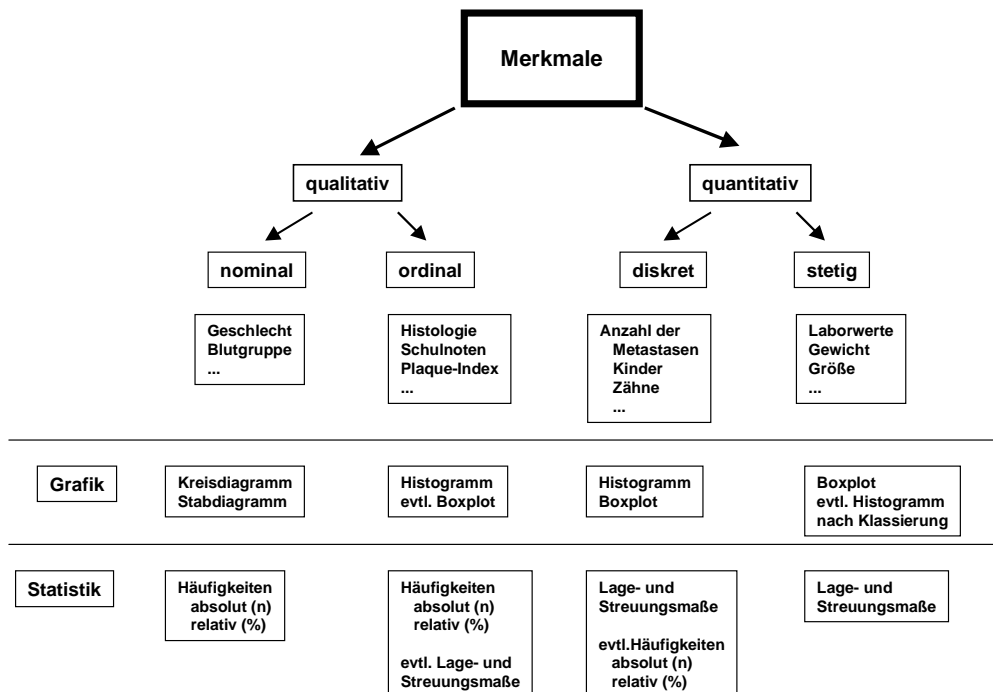 Merkmale
qualitativ
quantitativ
nominal
ordinal
diskret
stetig
Geschlecht
Blutgruppe
...
Histologie
Schulnoten
Plaque-Index
...
Anzahl der
Metastasen
Kinder
Zähne
...
Laborwerte
Gewicht
Größe
...
Grafik
Kreisdiagramm
Stabdiagramm
Histogramm
evtl. Boxplot
Histogramm
Boxplot
Boxplot
evtl. Histogramm
nach Klassierung
Statistik
Häufigkeiten
absolut (n)
relativ (%)
Häufigkeiten
absolut (n)
relativ (%)
evtl. Lage- und
Streuungsmaße
Lage- und
Streuungsmaße
evtl.Häufigkeiten
absolut (n)
relativ (%)
Lage- und
Streuungsmaße